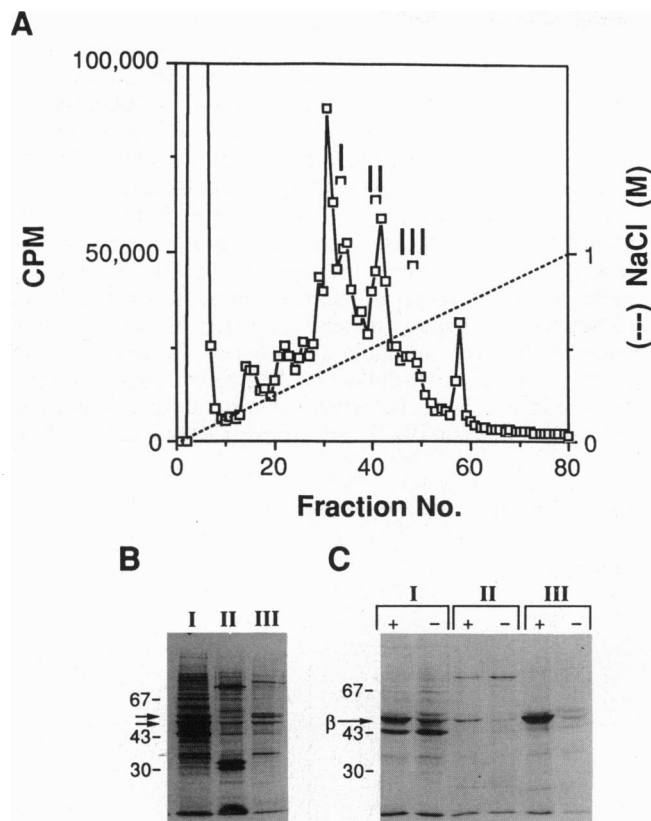 A
100,000
50,000
0
CPM
I
II
III
1
0
(---) NaCl (M)
0
20
40
60
80
Fraction No.
B
I II III
67-
43-
30-
C
I II III
+ - + - + -
67-
β
43-
30-